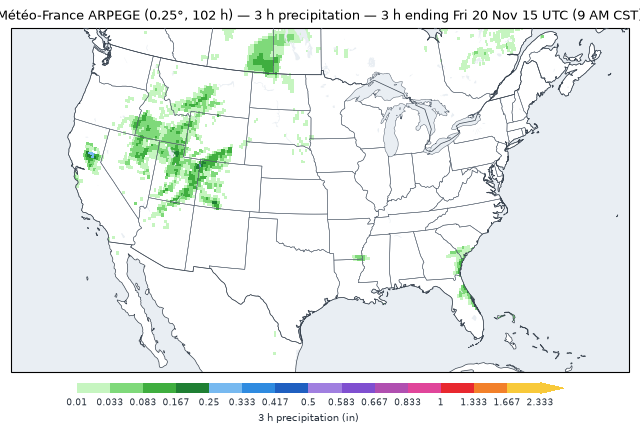 Météo-France ARPEGE (0.25°, 102 h) — 3 h precipitation — 3 h ending Fri 20 Nov 15 UTC (9 AM CST)
0.01 0.033 0.083 0.167 0.25 0.333 0.417 0.5 0.583 0.667 0.833 1 1.333 1.667 2.333
3 h precipitation (in)